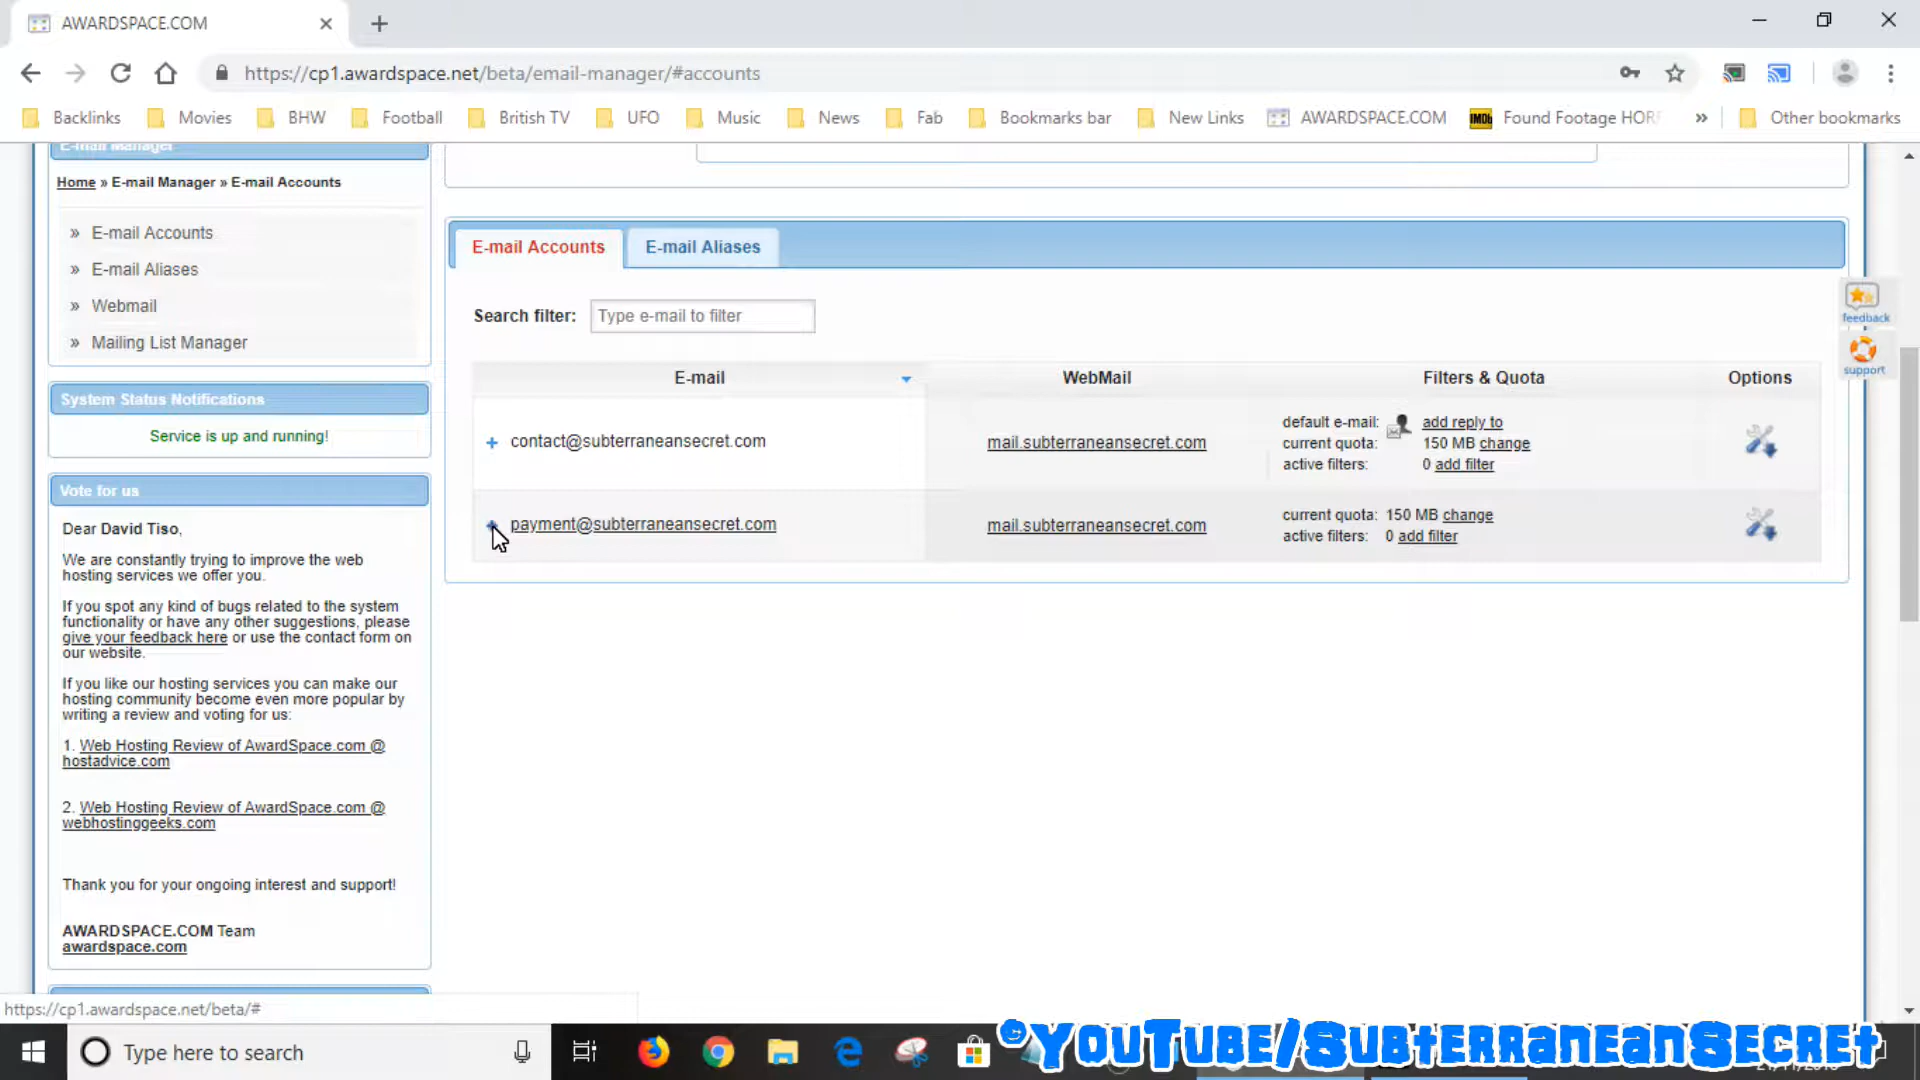 AWARDSPACE.COM
https://cp1.awardspace.net/beta/email-manager/#accounts
Backlinks Movies BHW Football British TV UFO Music News Fab Bookmarks bar New Links AWARDSPACE.COM IMDb Found Footage HOR » Other bookmarks
E-mail Manager
Home » E-mail Manager » E-mail Accounts
» E-mail Accounts
» E-mail Aliases
» Webmail
» Mailing List Manager
System Status Notifications
Service is up and running!
Vote for us
Dear David Tiso,
We are constantly trying to improve the web
hosting services we offer you.
If you spot any kind of bugs related to the system
functionality or have any other suggestions, please
give your feedback here or use the contact form on
our website.
If you like our hosting services you can make our
hosting community become even more popular by
writing a review and voting for us:
1. Web Hosting Review of AwardSpace.com @
hostadvice.com
2. Web Hosting Review of AwardSpace.com @
webhostinggeeks.com
Thank you for your ongoing interest and support!
AWARDSPACE.COM Team
awardspace.com
E-mail Accounts E-mail Aliases
Search filter: Type e-mail to filter
E-mail WebMail Filters & Quota Options
contact@subterraneansecret.com mail.subterraneansecret.com
default e-mail: add reply to
current quota: 150 MB change
active filters: 0 add filter
payment@subterraneansecret.com mail.subterraneansecret.com
current quota: 150 MB change
active filters: 0 add filter
feedback
support
https://cp1.awardspace.net/beta/#
Type here to search
©YouTube/SubterraneanSecret